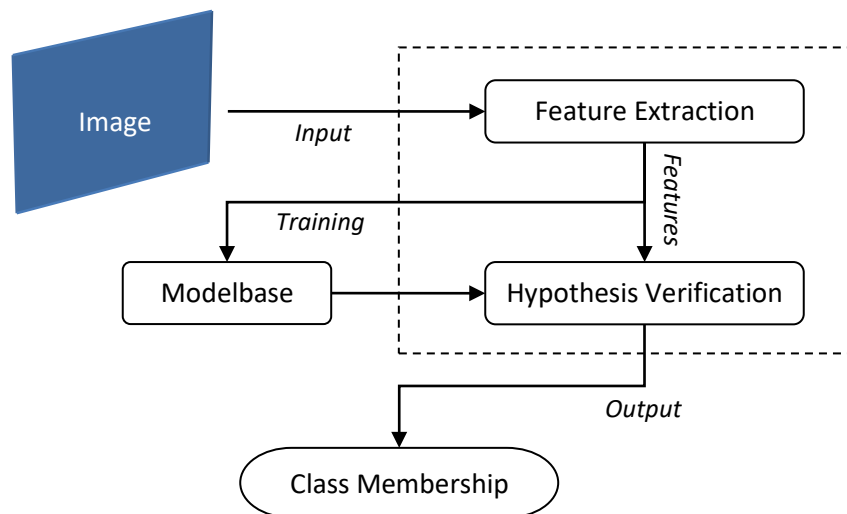 Image
Input
Feature Extraction
Features
Training
Modelbase
Hypothesis Verification
Output
Class Membership